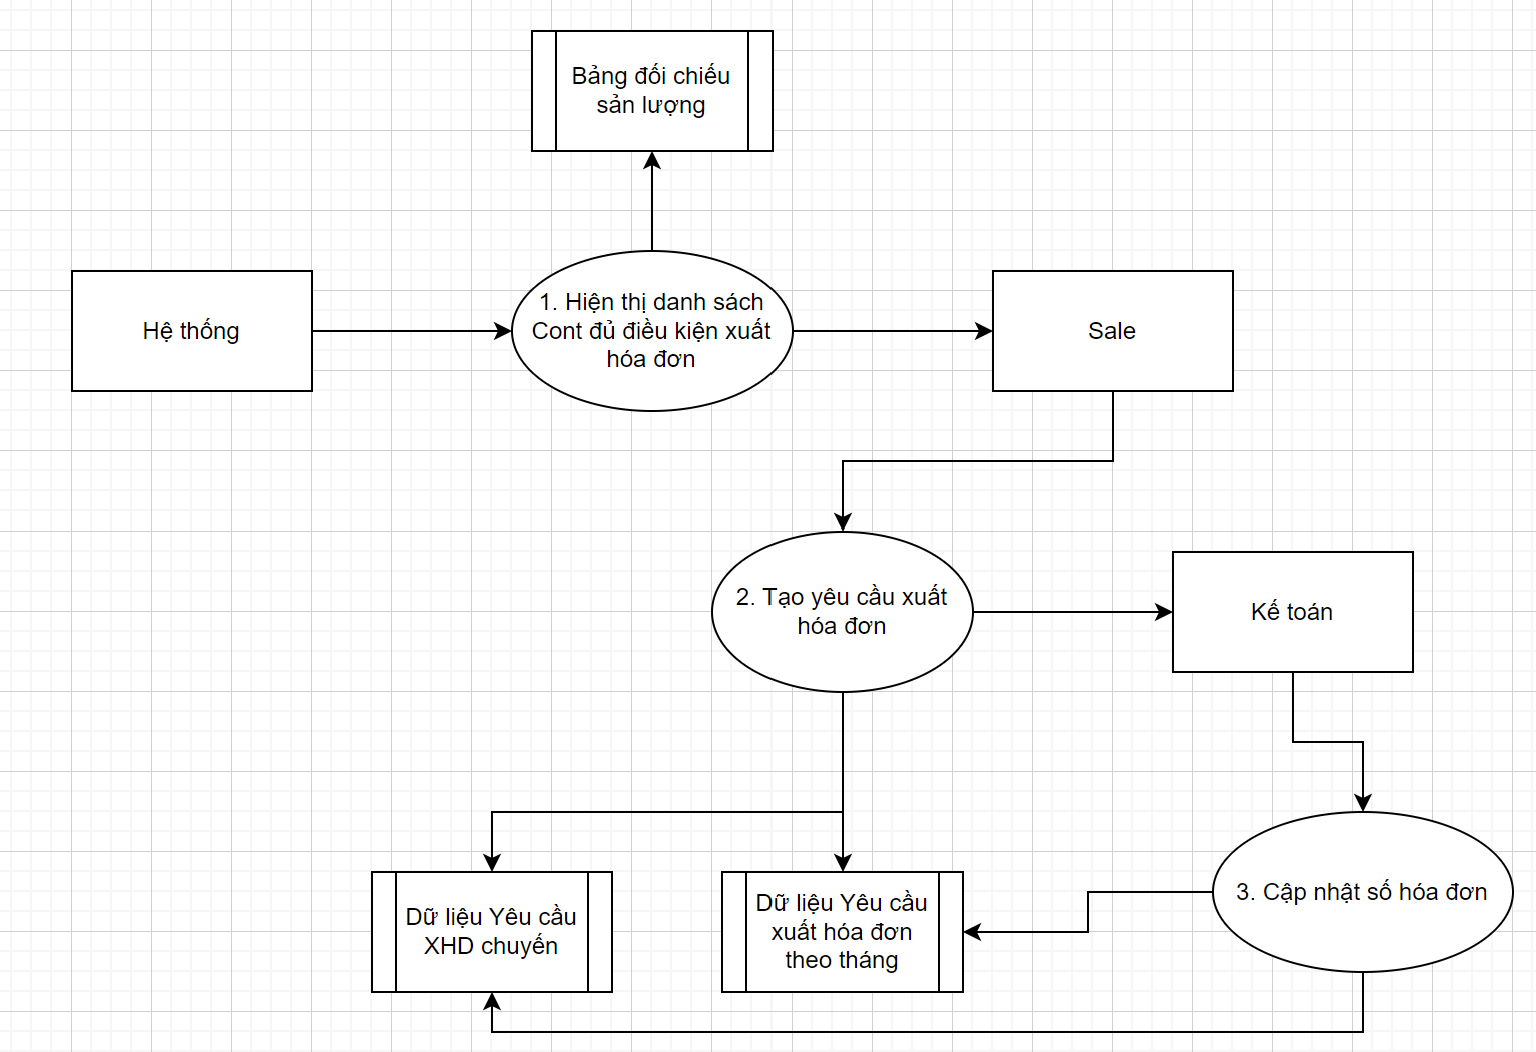 Bảng đối chiếu
sản lượng
Hệ thống
1. Hiện thị danh sách
Cont đủ điều kiện xuất
hóa đơn
Sale
2. Tạo yêu cầu xuất
hóa đơn
Kế toán
3. Cập nhật số hóa đơn
Dữ liệu Yêu cầu
XHD chuyến
Dữ liệu Yêu cầu
xuất hóa đơn
theo tháng